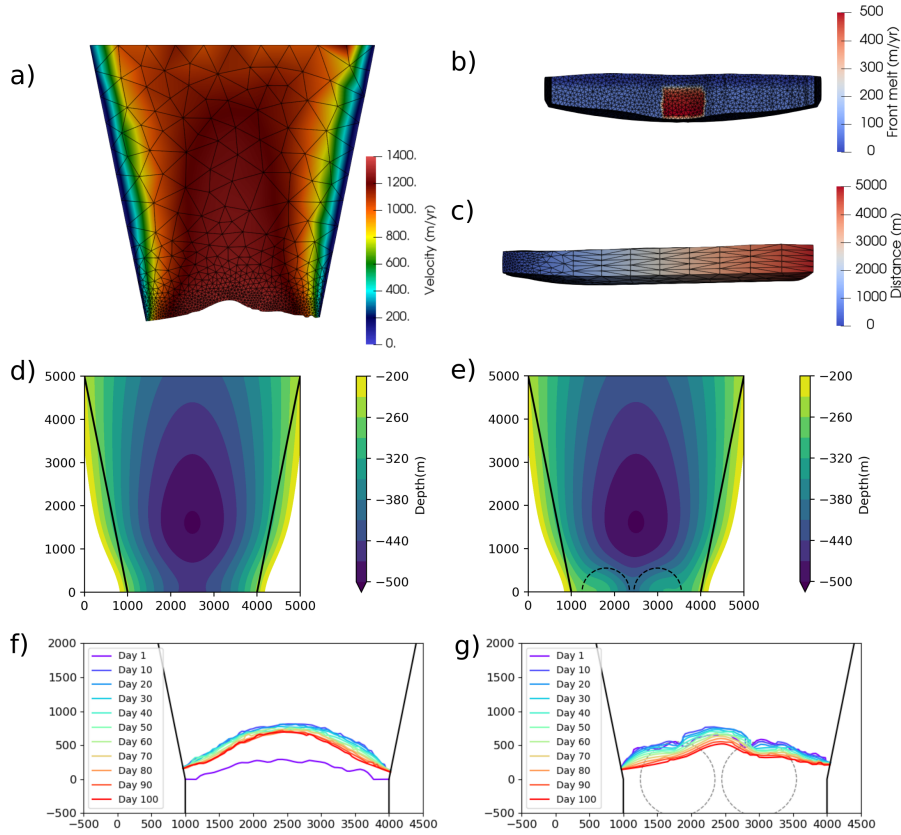 a)
1400.
1200.
1000.
800.
600.
400.
200.
0.
Velocity (m/yr)
b)
500
400
300
200
100
0
Front melt (m/yr)
c)
5000
4000
3000
2000
1000
0
Distance (m)
d)
5000
4000
3000
2000
1000
0
0 1000 2000 3000 4000 5000
−200
−260
−320
−380
−440
−500
Depth(m)
e)
5000
4000
3000
2000
1000
0
0 1000 2000 3000 4000 5000
−200
−260
−320
−380
−440
−500
Depth(m)
f)
2000
1500
1000
500
0
−500
Day 1
Day 10
Day 20
Day 30
Day 40
Day 50
Day 60
Day 70
Day 80
Day 90
Day 100
−500 0 500 1000 1500 2000 2500 3000 3500 4000 4500
g)
2000
1500
1000
500
0
−500
Day 1
Day 10
Day 20
Day 30
Day 40
Day 50
Day 60
Day 70
Day 80
Day 90
Day 100
−500 0 500 1000 1500 2000 2500 3000 3500 4000 4500